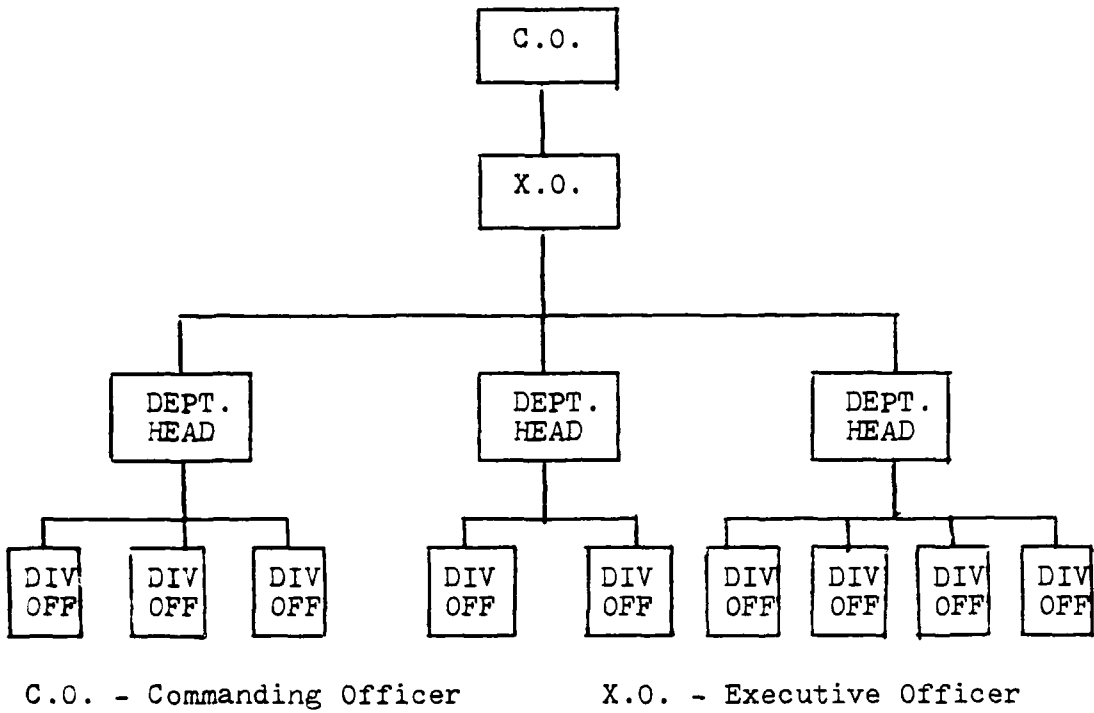 C.O.
X.O.
DEPT.
HEAD
DEPT.
HEAD
DEPT.
HEAD
DIV
OFF
DIV
OFF
DIV
OFF
DIV
OFF
DIV
OFF
DIV
OFF
DIV
OFF
DIV
OFF
DIV
OFF
C.O. - Commanding Officer
X.O. - Executive Officer